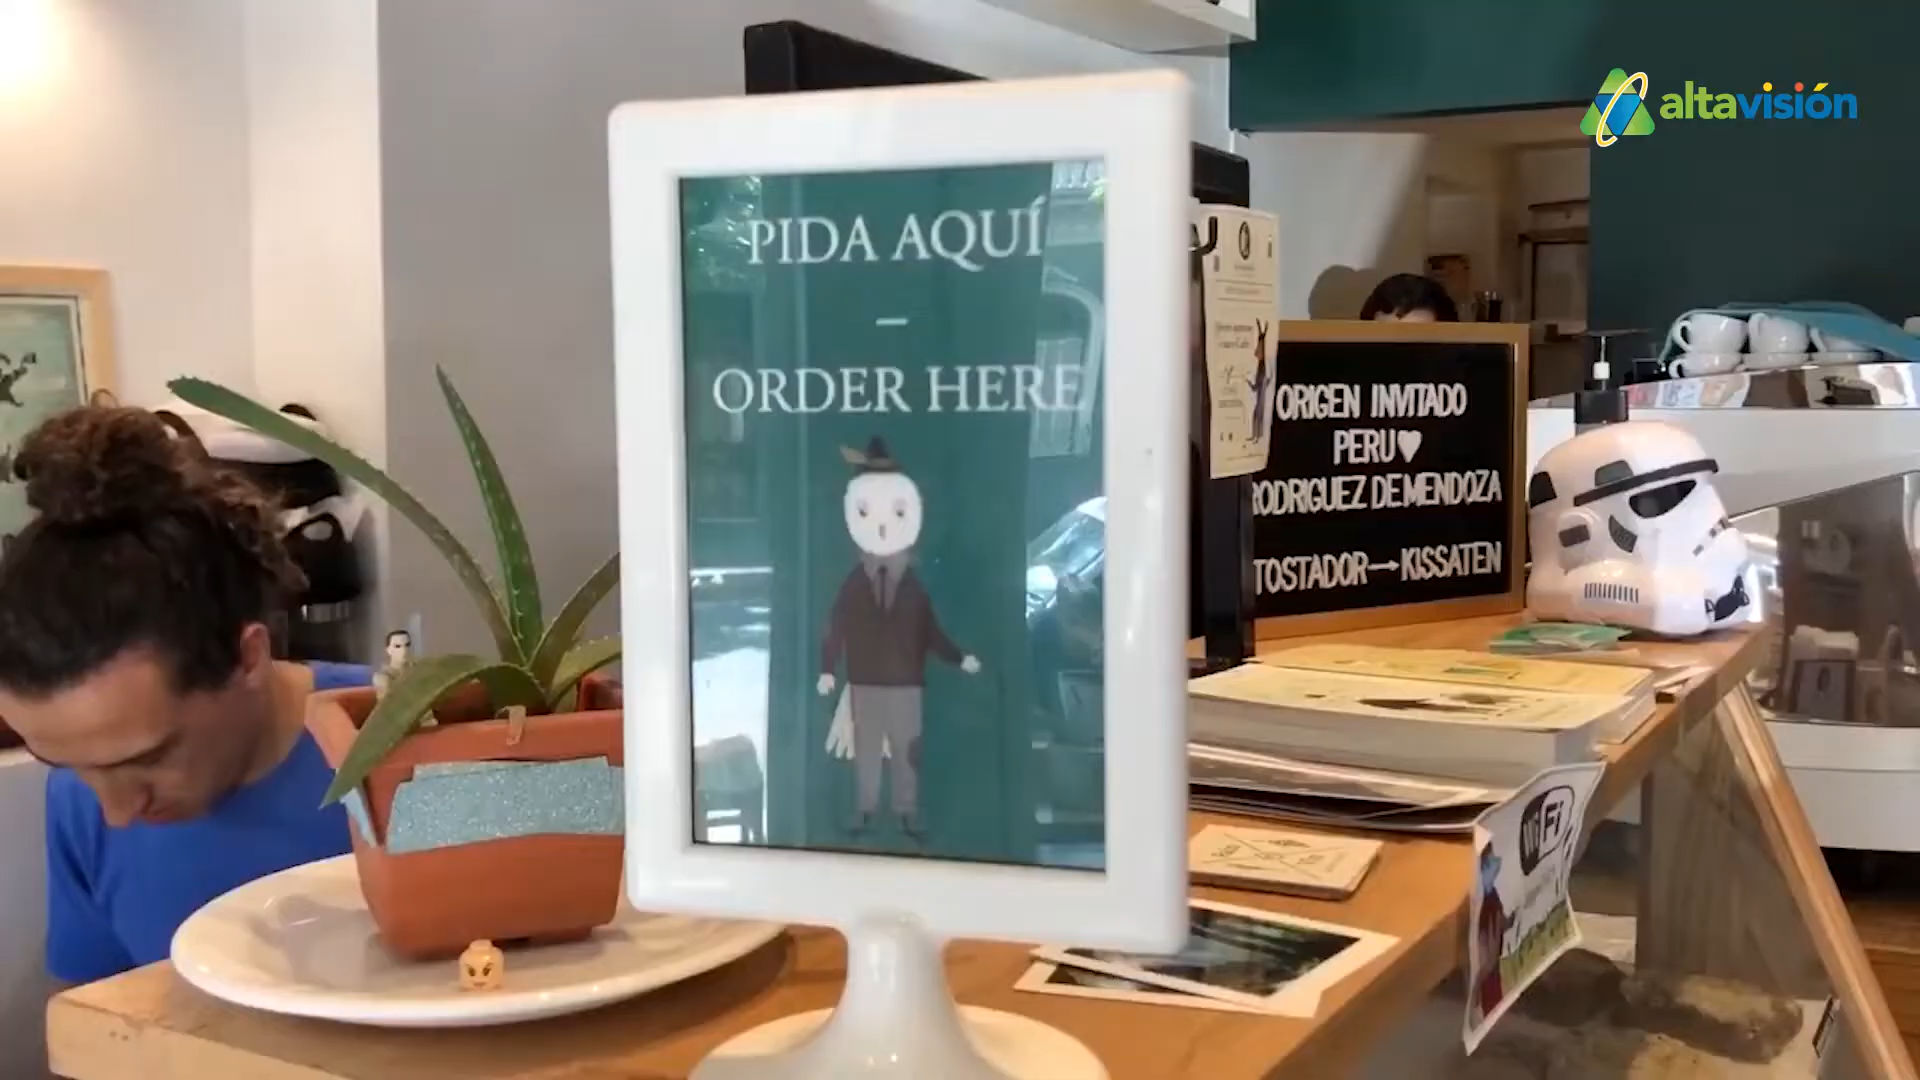 altavisión
PIDA AQUÍ
–
ORDER HERE
ORIGEN INVITADO
PERU♥
RODRIGUEZ DE MENDOZA
TOSTADOR→KISSATEN
WiFi